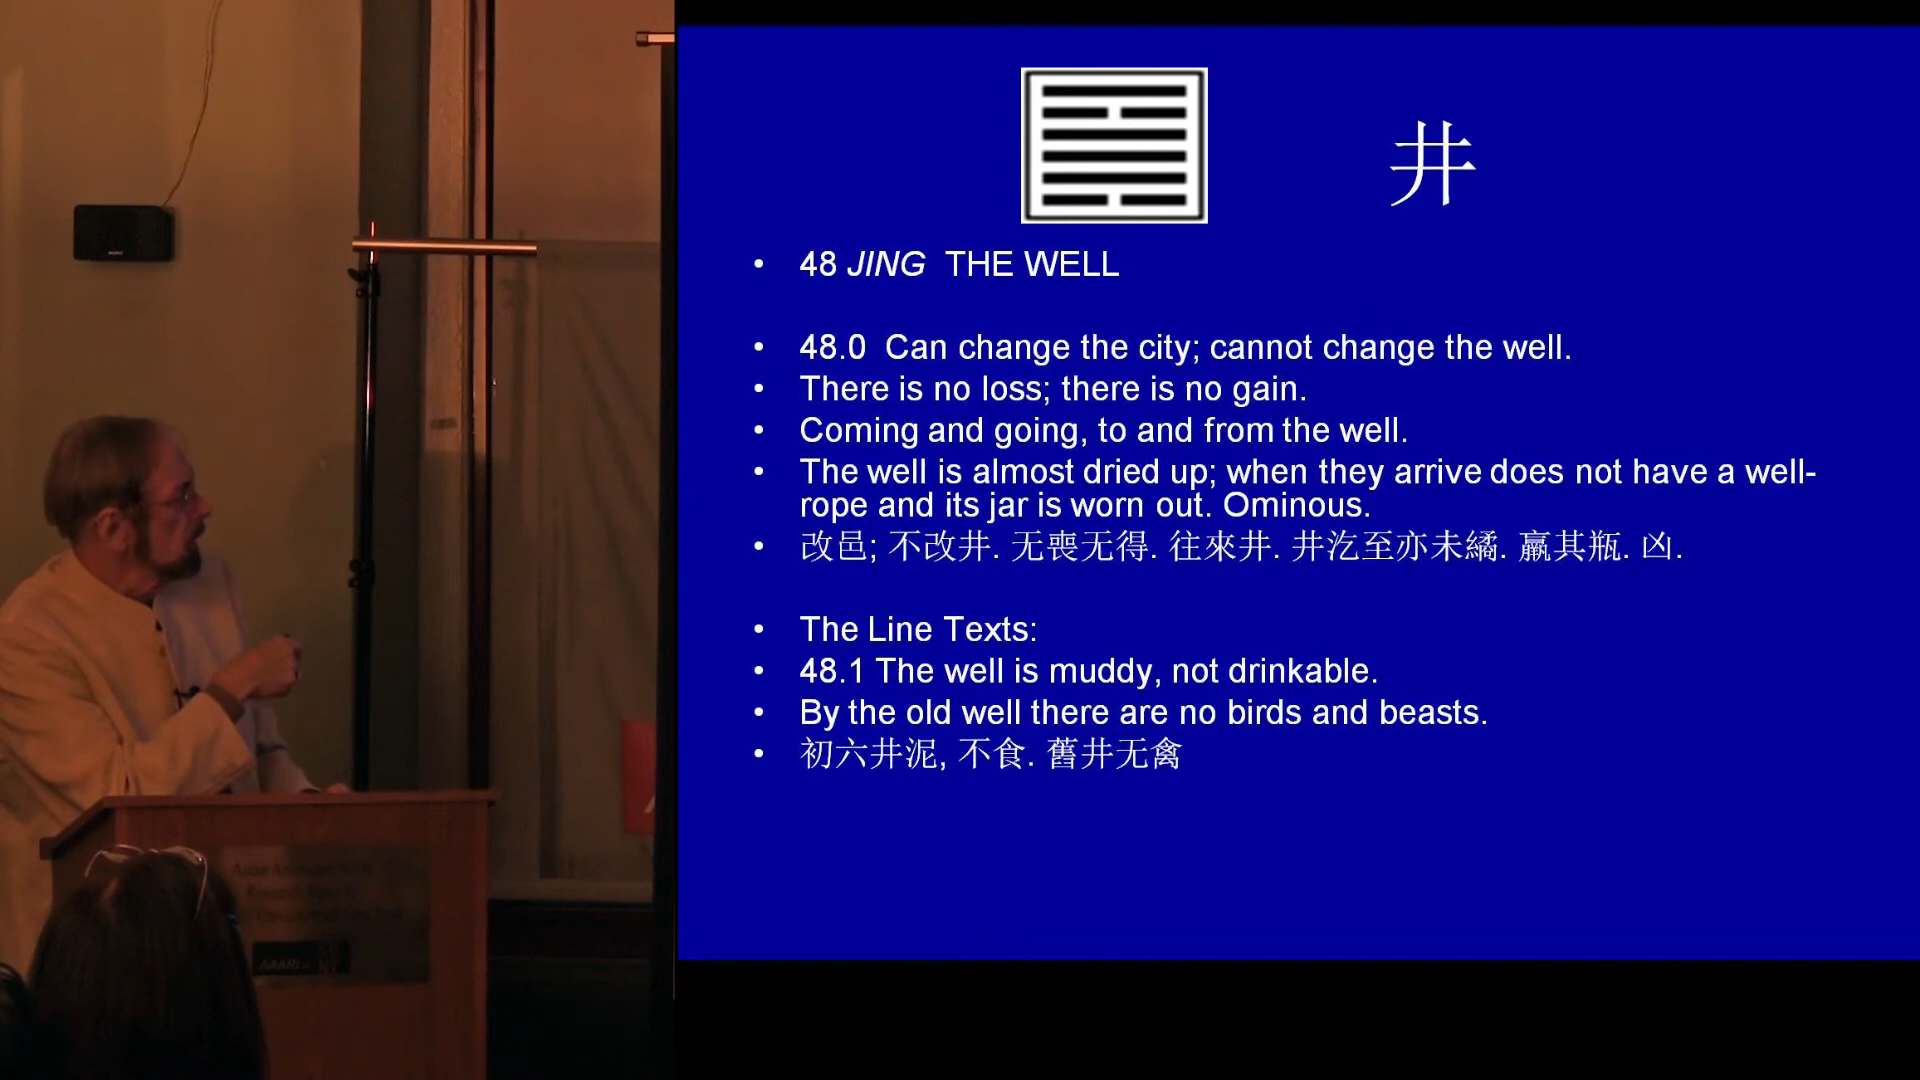 井
• 48 JING THE WELL
• 48.0 Can change the city; cannot change the well.
• There is no loss; there is no gain.
• Coming and going, to and from the well.
• The well is almost dried up; when they arrive does not have a well-
rope and its jar is worn out. Ominous.
• 改邑; 不改井. 无喪无得. 往來井. 井汔至亦未繘. 羸其瓶. 凶.
• The Line Texts:
• 48.1 The well is muddy, not drinkable.
• By the old well there are no birds and beasts.
• 初六井泥, 不食. 舊井无禽
AAARI